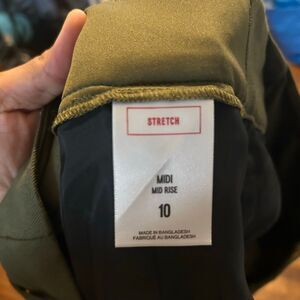 STRETCH
MIDI
MID RISE
10
MADE IN BANGLADESH
FABRIQUÉ AU BANGLADESH